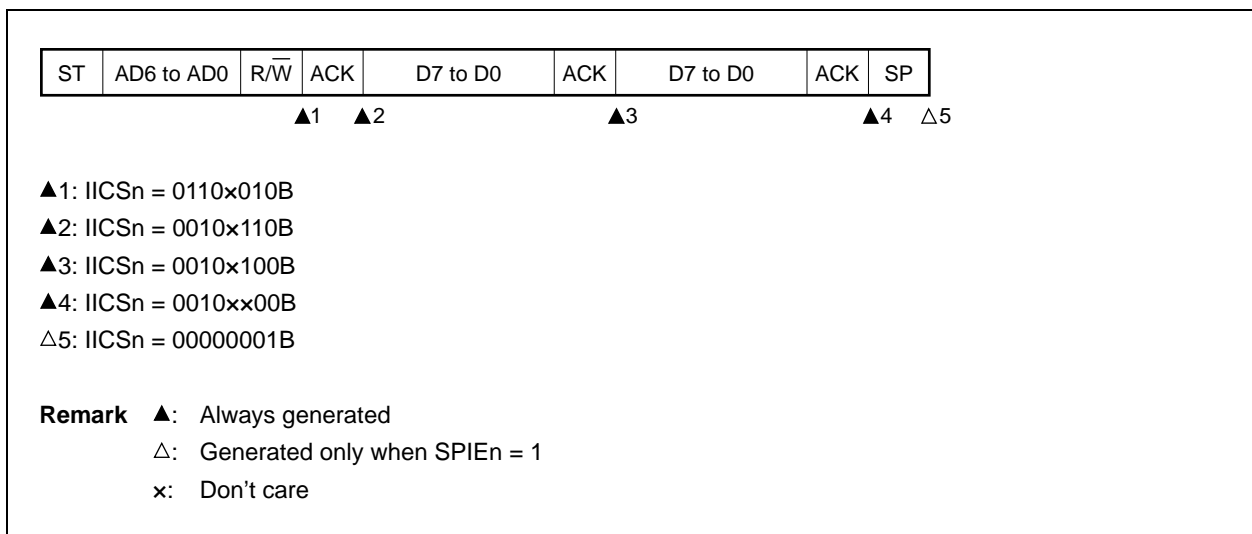 ST AD6 to AD0 R/W̅ ACK D7 to D0 ACK D7 to D0 ACK SP
▲1 ▲2 ▲3 ▲4 △5
▲1: IICSn = 0110×010B
▲2: IICSn = 0010×110B
▲3: IICSn = 0010×100B
▲4: IICSn = 0010××00B
△5: IICSn = 00000001B
Remark ▲: Always generated
△: Generated only when SPIEn = 1
×: Don't care